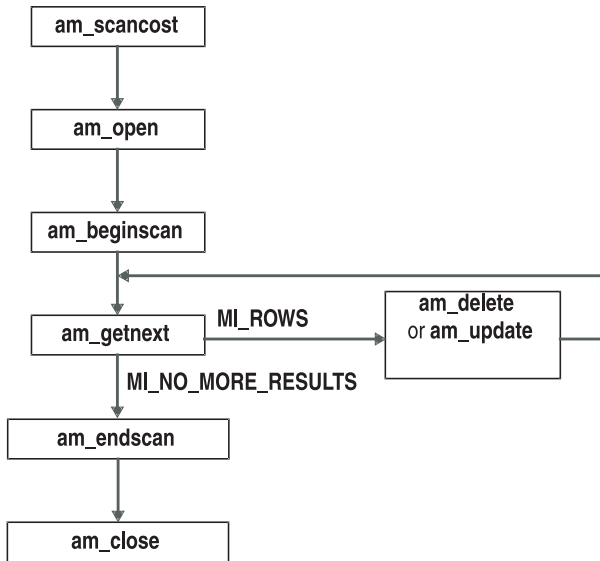 am_scancost
am_open
am_beginscan
am_getnext
MI_ROWS
am_delete
or am_update
MI_NO_MORE_RESULTS
am_endscan
am_close